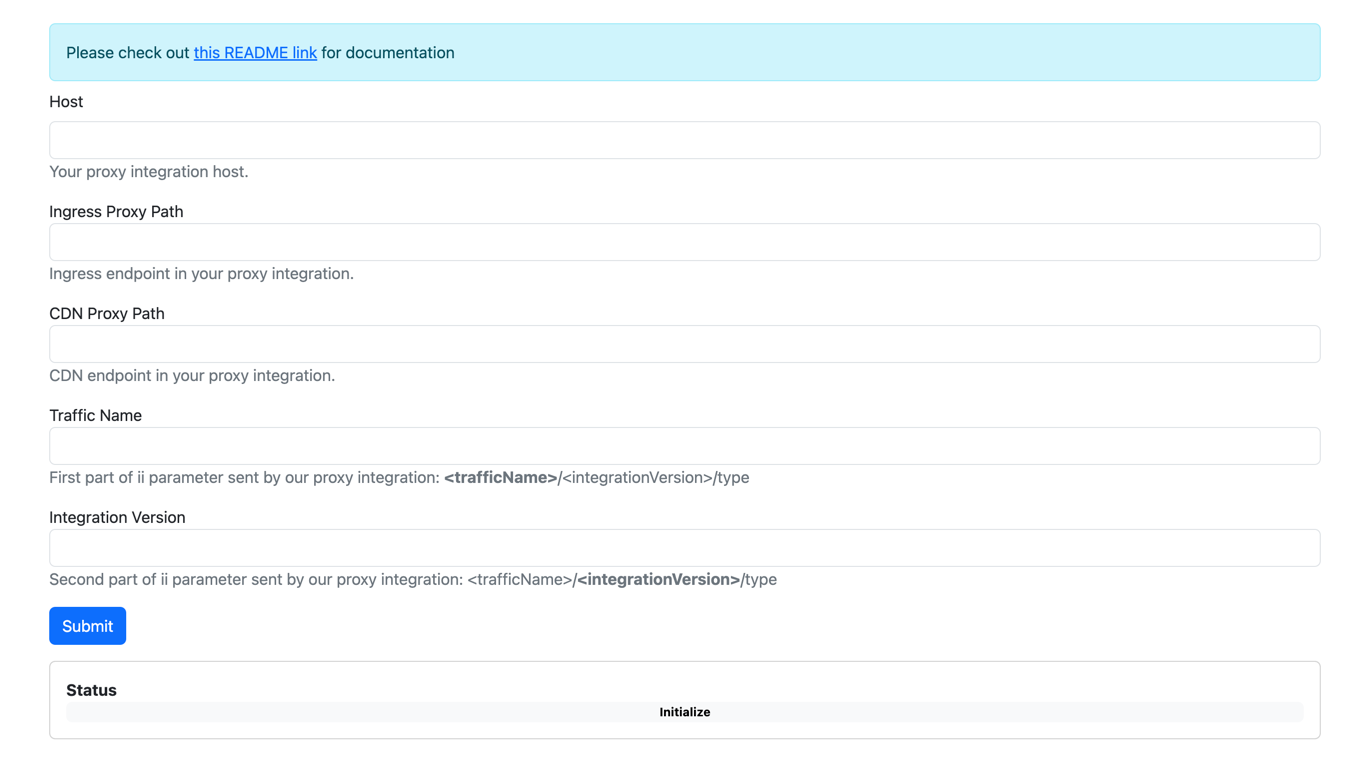 Please check out this README link for documentation
Host
Your proxy integration host.
Ingress Proxy Path
Ingress endpoint in your proxy integration.
CDN Proxy Path
CDN endpoint in your proxy integration.
Traffic Name
First part of ii parameter sent by our proxy integration: <trafficName>/<integrationVersion>/type
Integration Version
Second part of ii parameter sent by our proxy integration: <trafficName>/<integrationVersion>/type
Submit
Status
Initialize